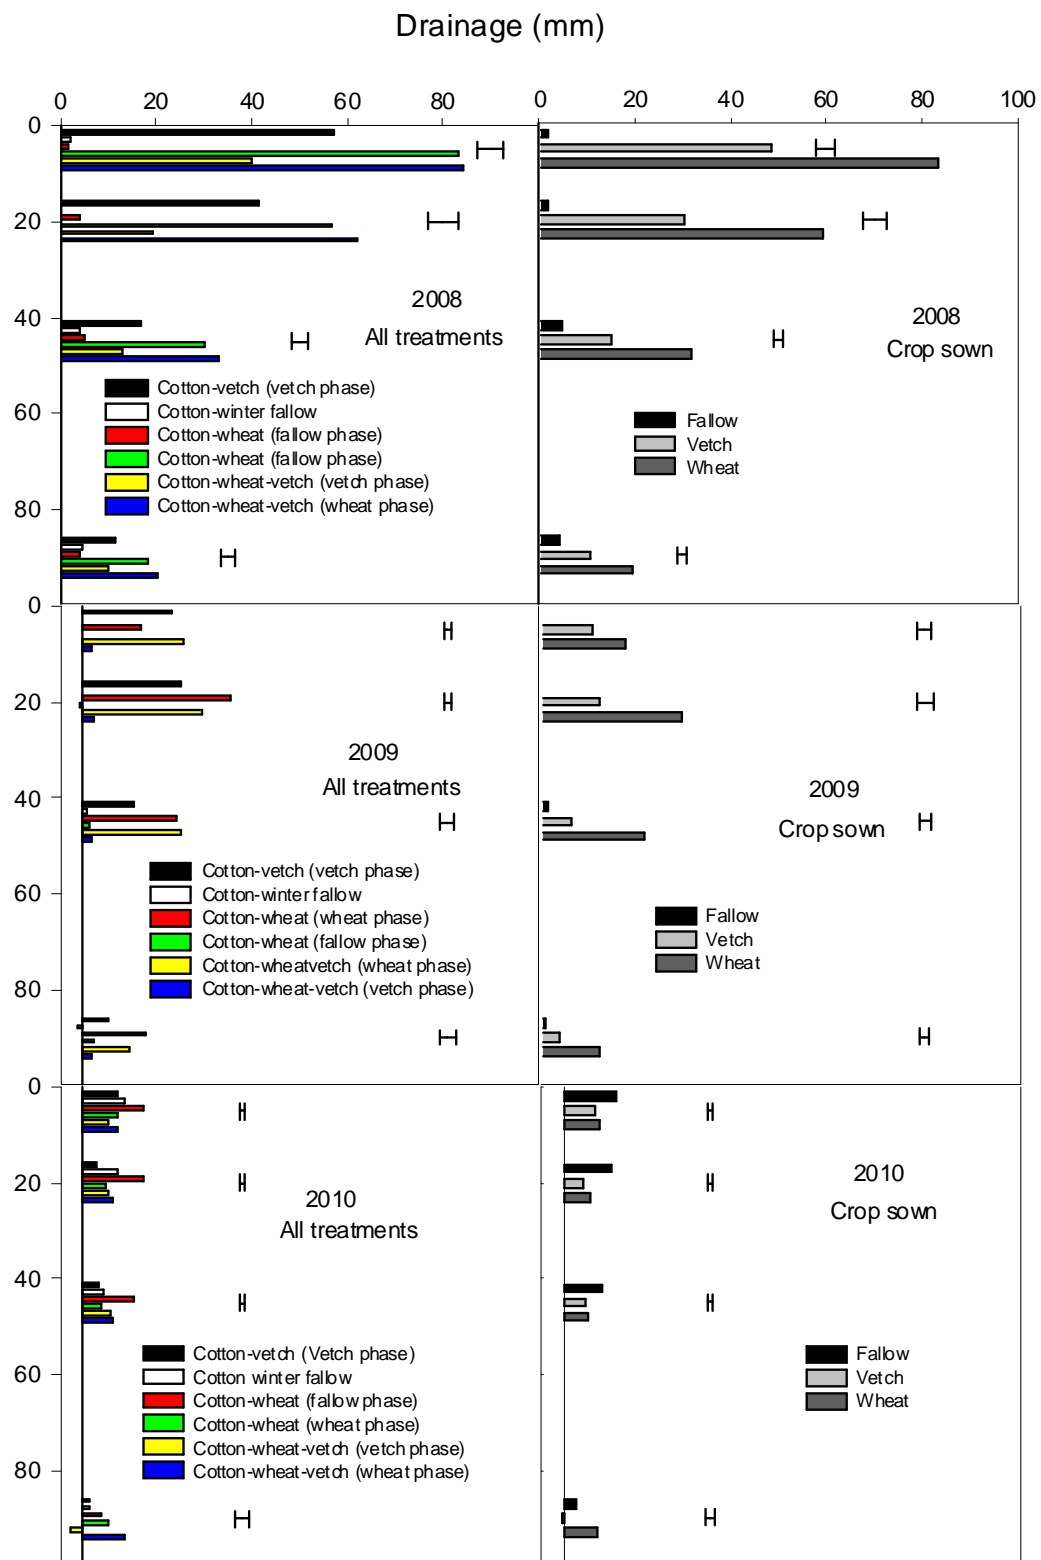 Drainage (mm)
0 20 40 60 80
0 20 40 60 80 100
0
20
40
60
80
2008
All treatments
Cotton-vetch (vetch phase)
Cotton-winter fallow
Cotton-wheat (fallow phase)
Cotton-wheat (fallow phase)
Cotton-wheat-vetch (vetch phase)
Cotton-wheat-vetch (wheat phase)
2008
Crop sown
Fallow
Vetch
Wheat
0
20
40
60
80
2009
All treatments
Cotton-vetch (vetch phase)
Cotton-winter fallow
Cotton-wheat (wheat phase)
Cotton-wheat (fallow phase)
Cotton-wheatvetch (wheat phase)
Cotton-wheat-vetch (vetch phase)
2009
Crop sown
Fallow
Vetch
Wheat
0
20
40
60
80
2010
All treatments
Cotton-vetch (Vetch phase)
Cotton winter fallow
Cotton-wheat (fallow phase)
Cotton-wheat (wheat phase)
Cotton-wheat-vetch (vetch phase)
Cotton-wheat-vetch (wheat phase)
2010
Crop sown
Fallow
Vetch
Wheat